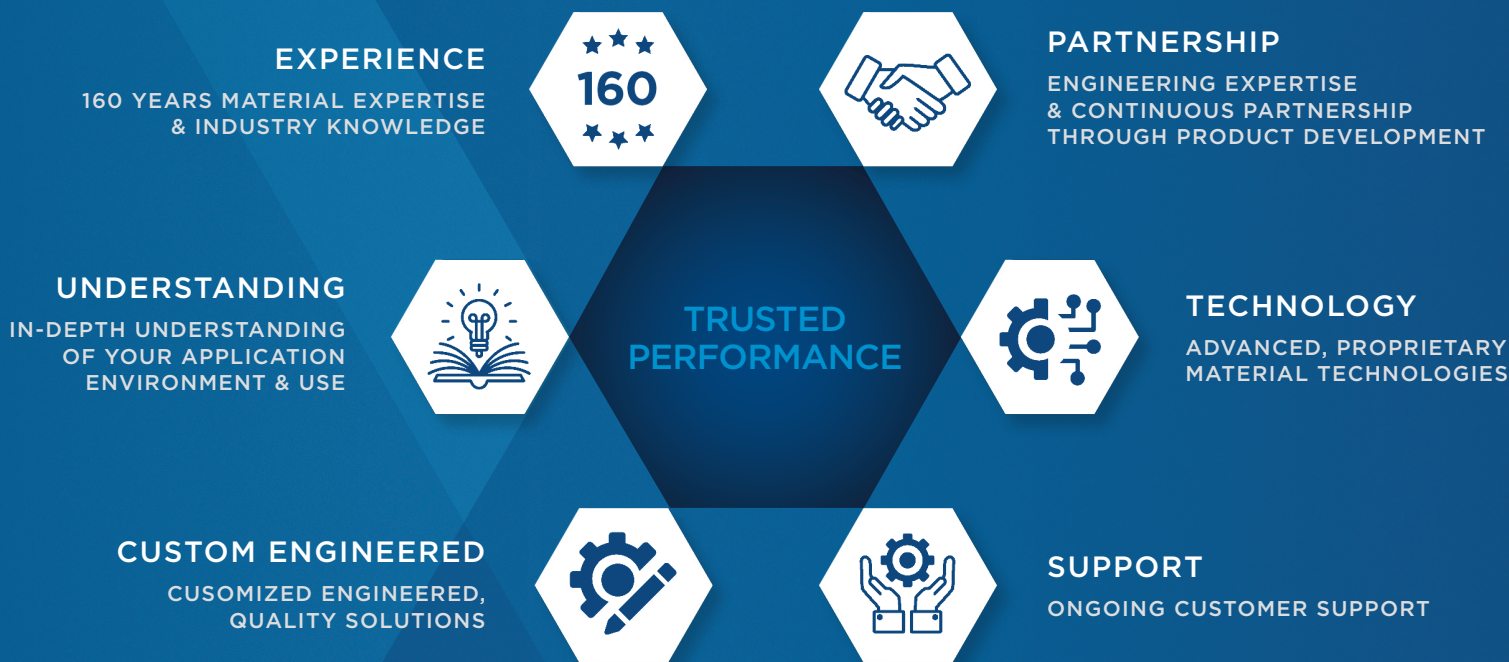 EXPERIENCE
160 YEARS MATERIAL EXPERTISE
& INDUSTRY KNOWLEDGE
160
PARTNERSHIP
ENGINEERING EXPERTISE
& CONTINUOUS PARTNERSHIP
THROUGH PRODUCT DEVELOPMENT
UNDERSTANDING
IN-DEPTH UNDERSTANDING
OF YOUR APPLICATION
ENVIRONMENT & USE
TRUSTED
PERFORMANCE
TECHNOLOGY
ADVANCED, PROPRIETARY
MATERIAL TECHNOLOGIES
CUSTOM ENGINEERED
CUSOMIZED ENGINEERED,
QUALITY SOLUTIONS
SUPPORT
ONGOING CUSTOMER SUPPORT